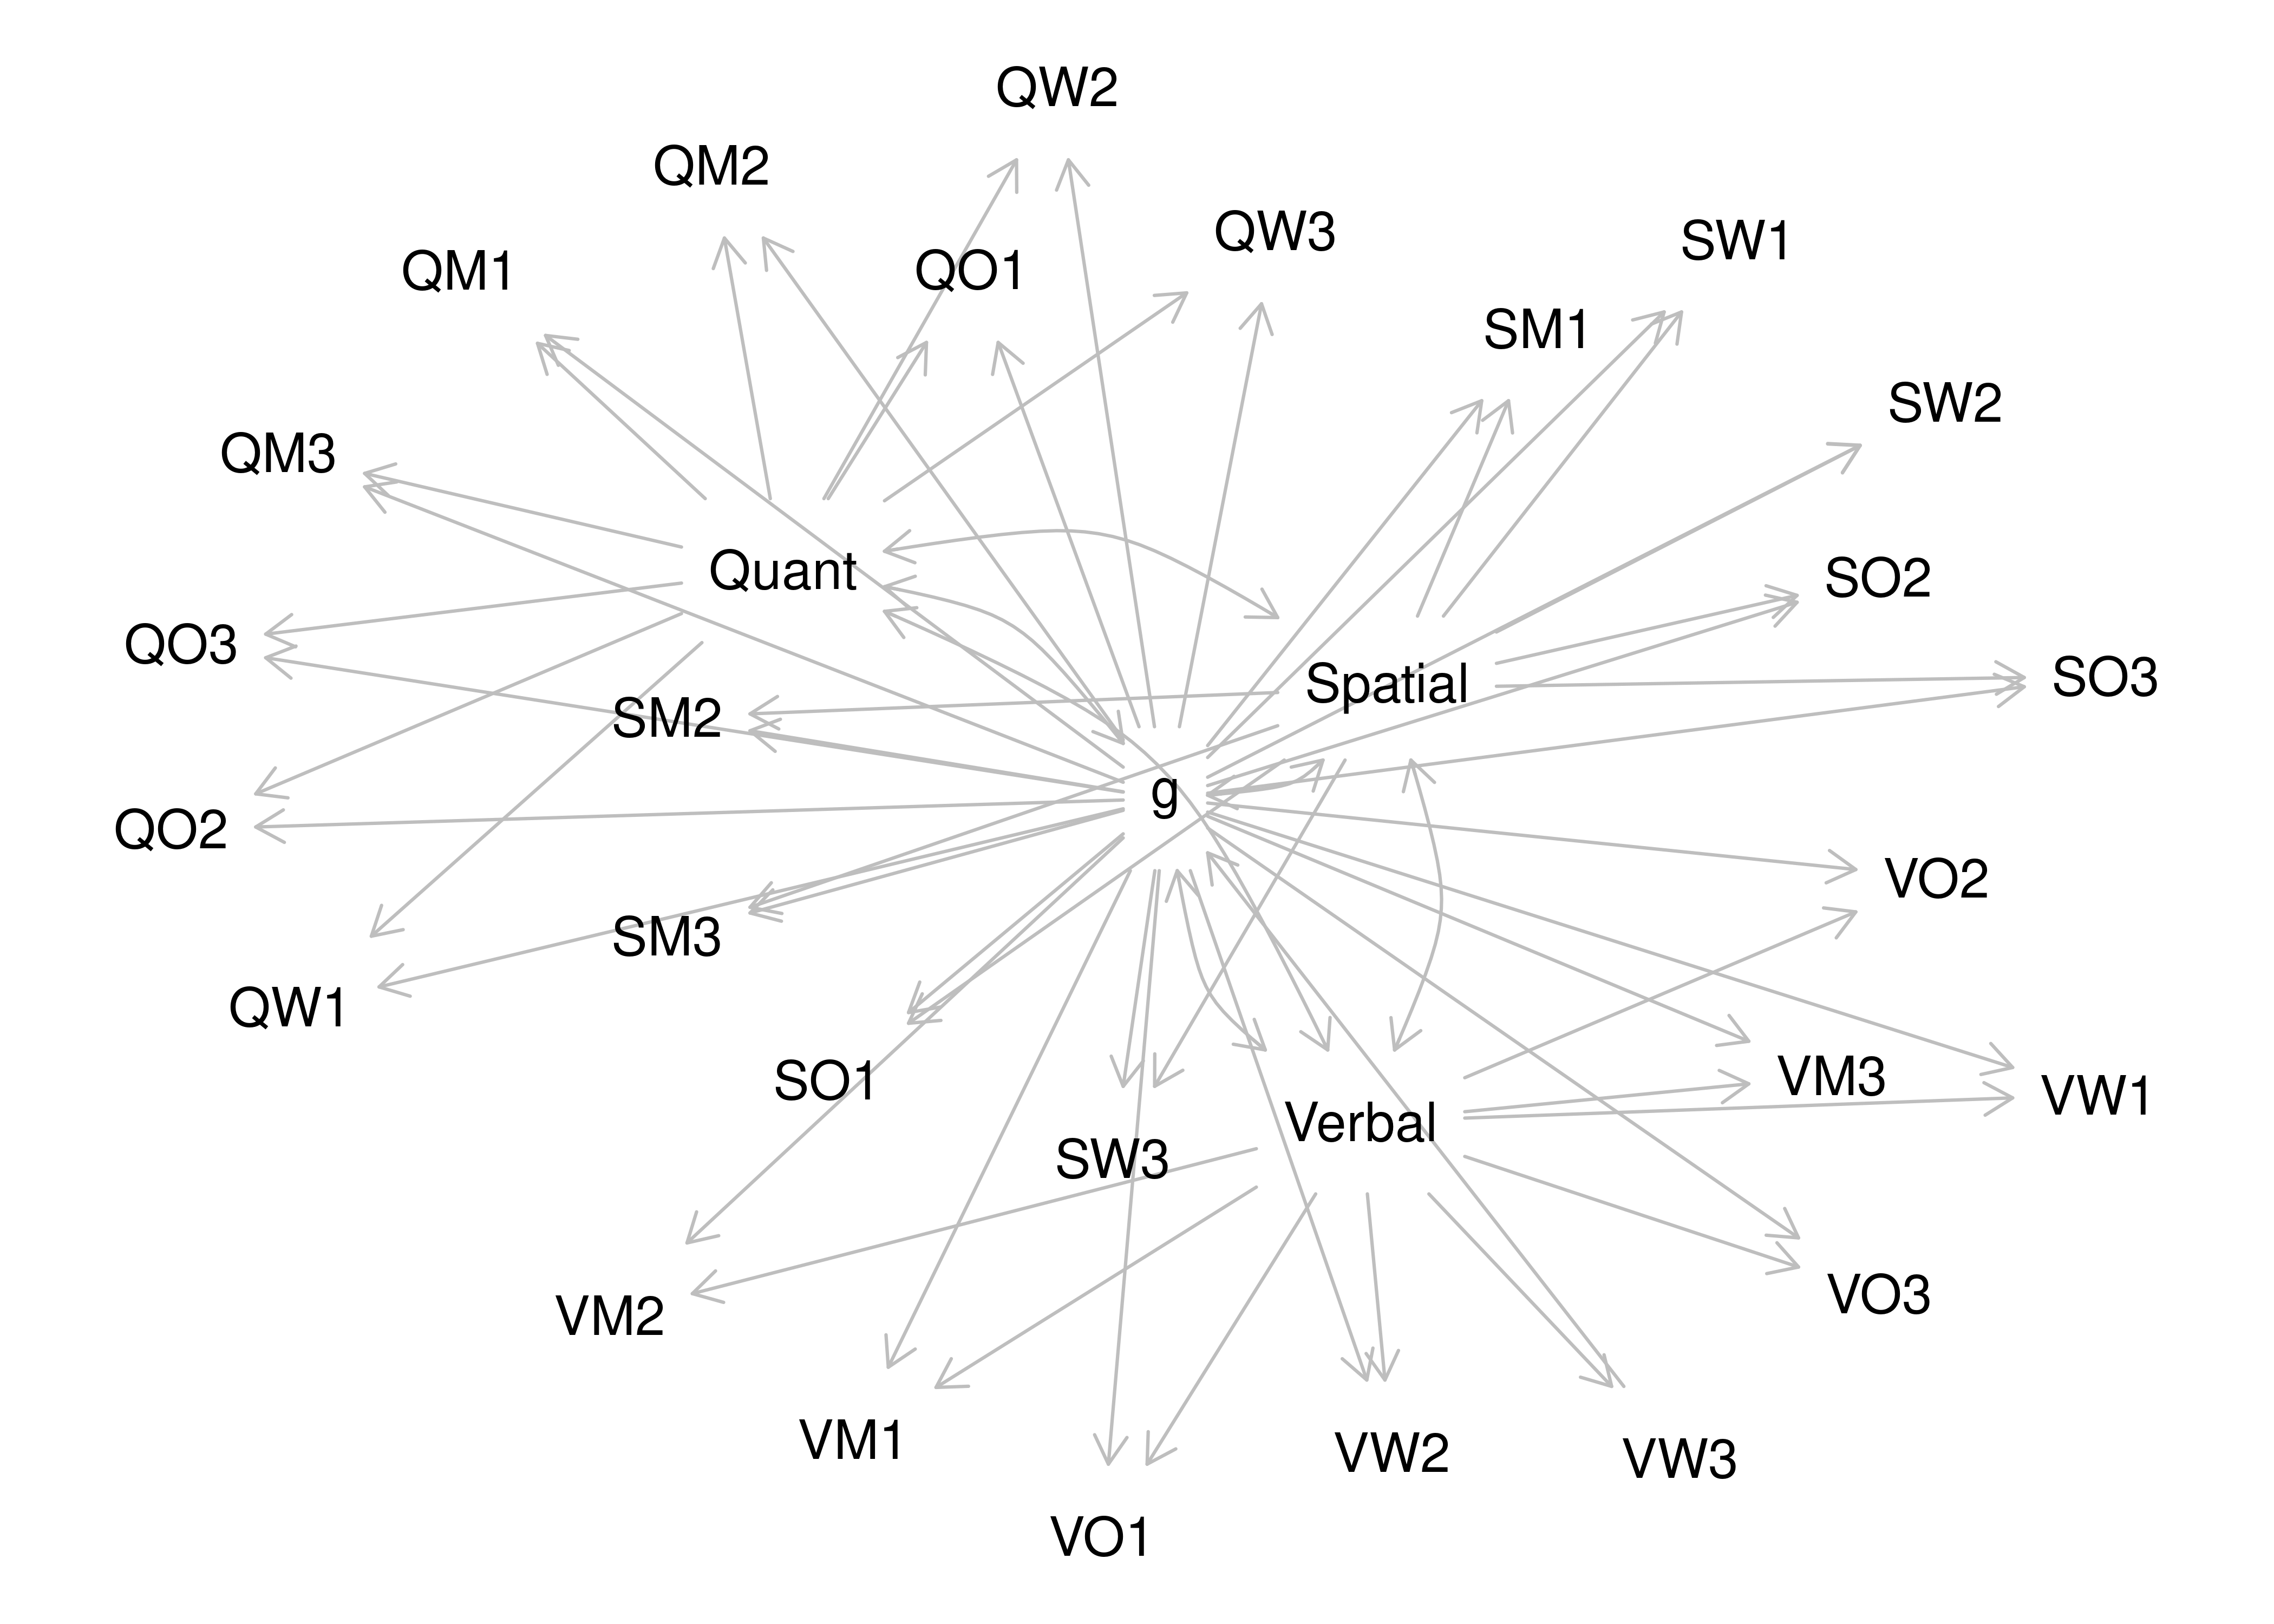 QW2
QM2
QW3
SW1
QM1
QO1
SM1
SW2
QM3
Quant
SO2
QO3
Spatial
SO3
SM2
g
QO2
VO2
SM3
QW1
SO1
VM3
VW1
Verbal
SW3
VO3
VM2
VM1
VW2
VW3
VO1